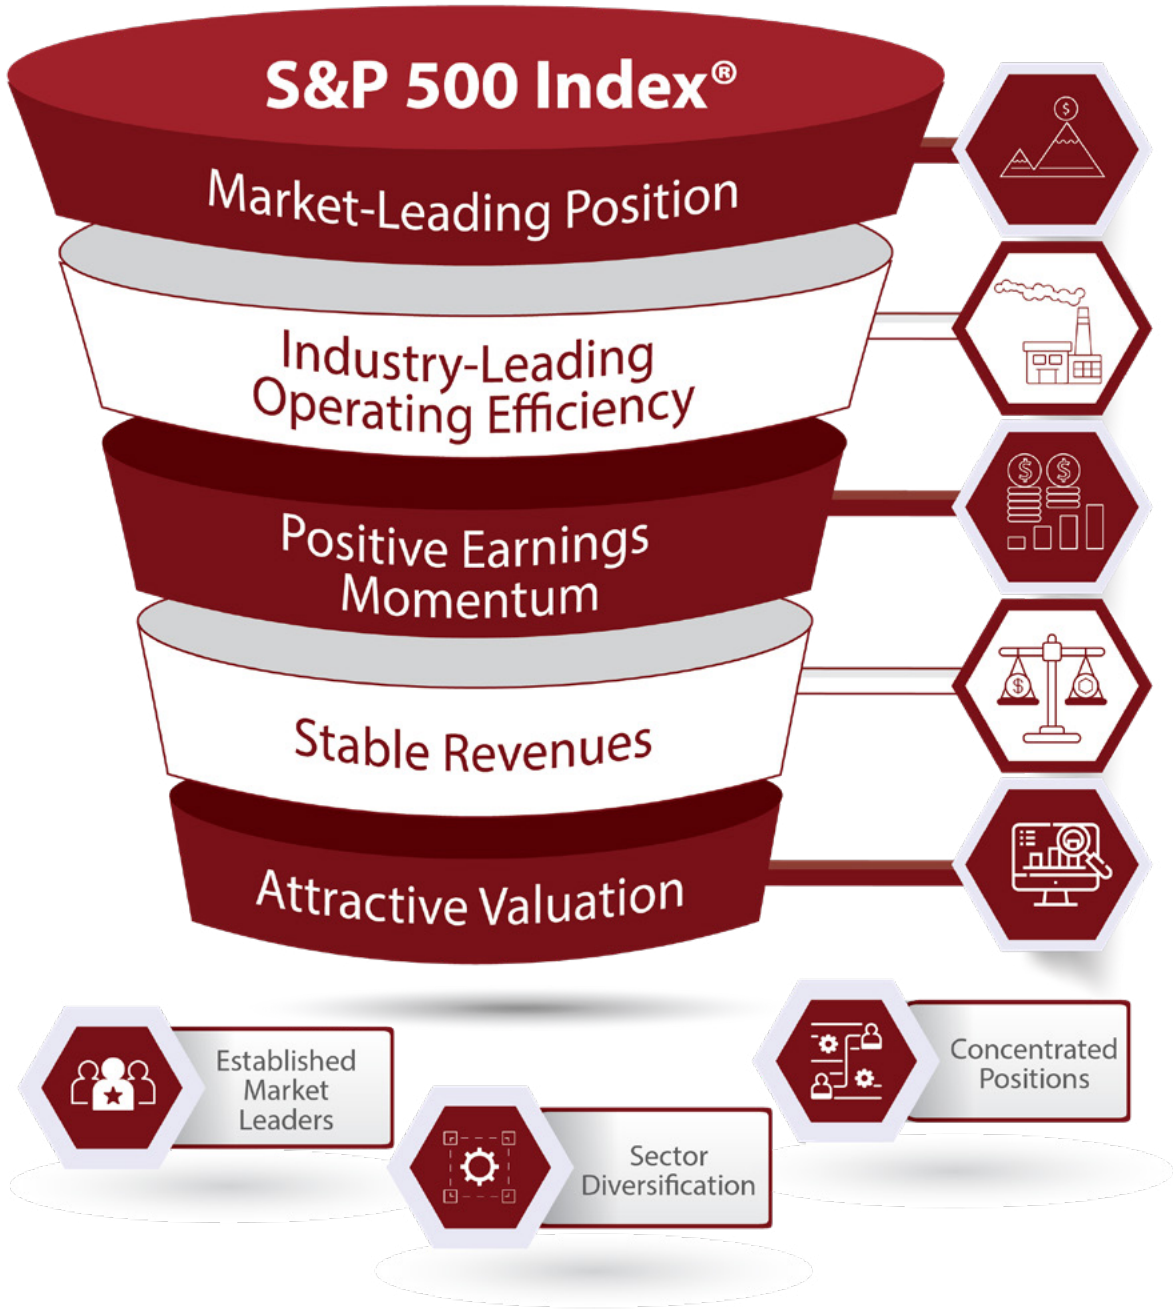 S&P 500 Index®
Market-Leading Position
Industry-Leading
Operating Efficiency
Positive Earnings
Momentum
Stable Revenues
Attractive Valuation
$
$ $
$
Established
Market
Leaders
Sector
Diversification
Concentrated
Positions